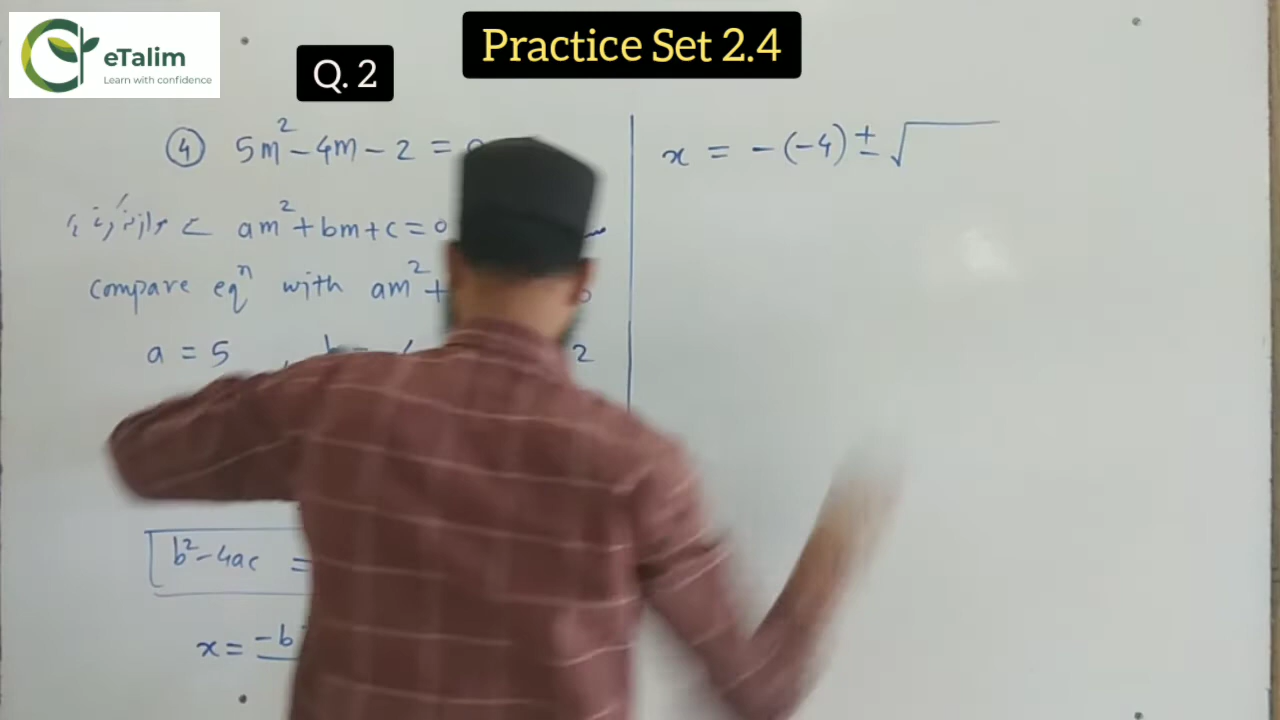 eTalim
Learn with confidence
Q. 2
Practice Set 2.4
④ 5m² - 4m - 2 =
am² + bm + c = 0
compare eqⁿ with am² +
a = 5 , b = 2
b² - 4ac =
x = -b
x = -(-4) ± √